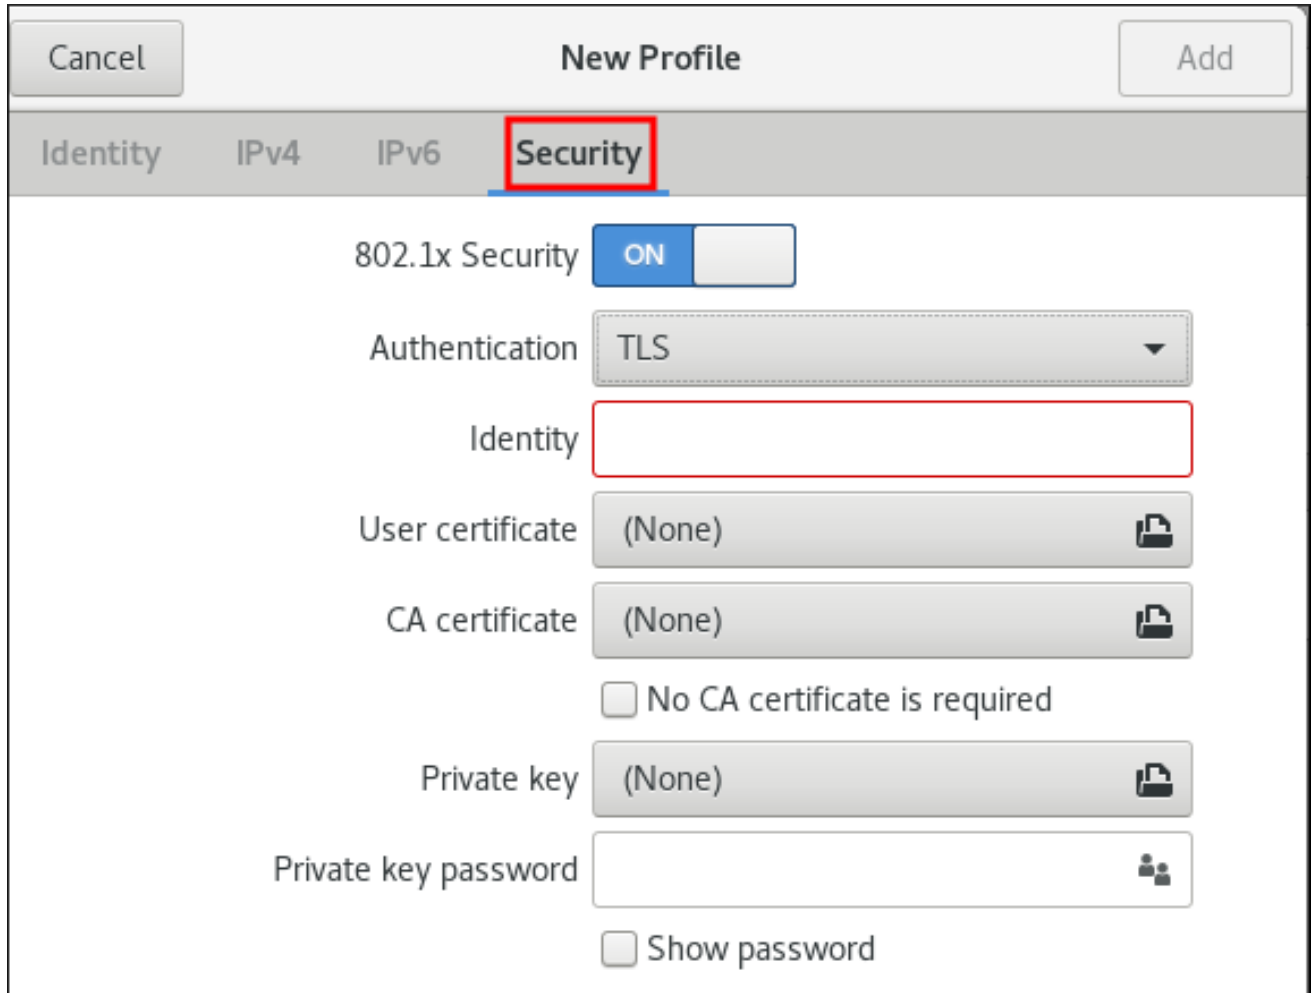 Cancel New Profile Add
Identity IPv4 IPv6 Security
802.1x Security ON
Authentication TLS
Identity
User certificate (None)
CA certificate (None)
No CA certificate is required
Private key (None)
Private key password
Show password